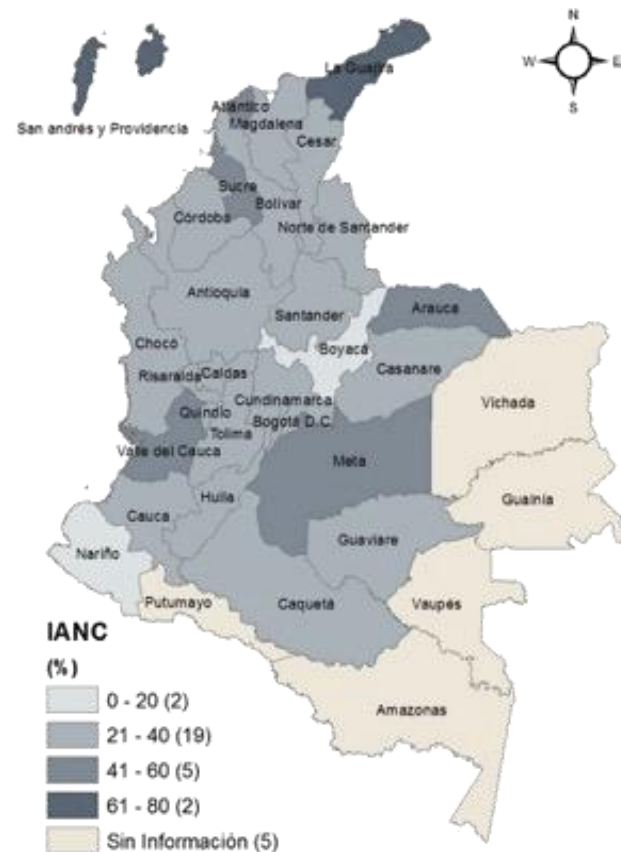 N
W E
S
La Guajira
San andrés y Providencia
Atlántico
Magdalena
Cesar
Sucre
Bolívar
Córdoba
Norte de Santander
Antioquia
Santander
Arauca
Boyacá
Chocó
Casanare
Risaralda
Caldas
Cundinamarca
Vichada
Quindío
Bogotá D.C.
Tolima
Valle del Cauca
Meta
Guainía
Huila
Cauca
Guaviare
Nariño
Putumayo
Caquetá
Vaupés
Amazonas
IANC
(%)
0 - 20 (2)
21 - 40 (19)
41 - 60 (5)
61 - 80 (2)
Sin Información (5)